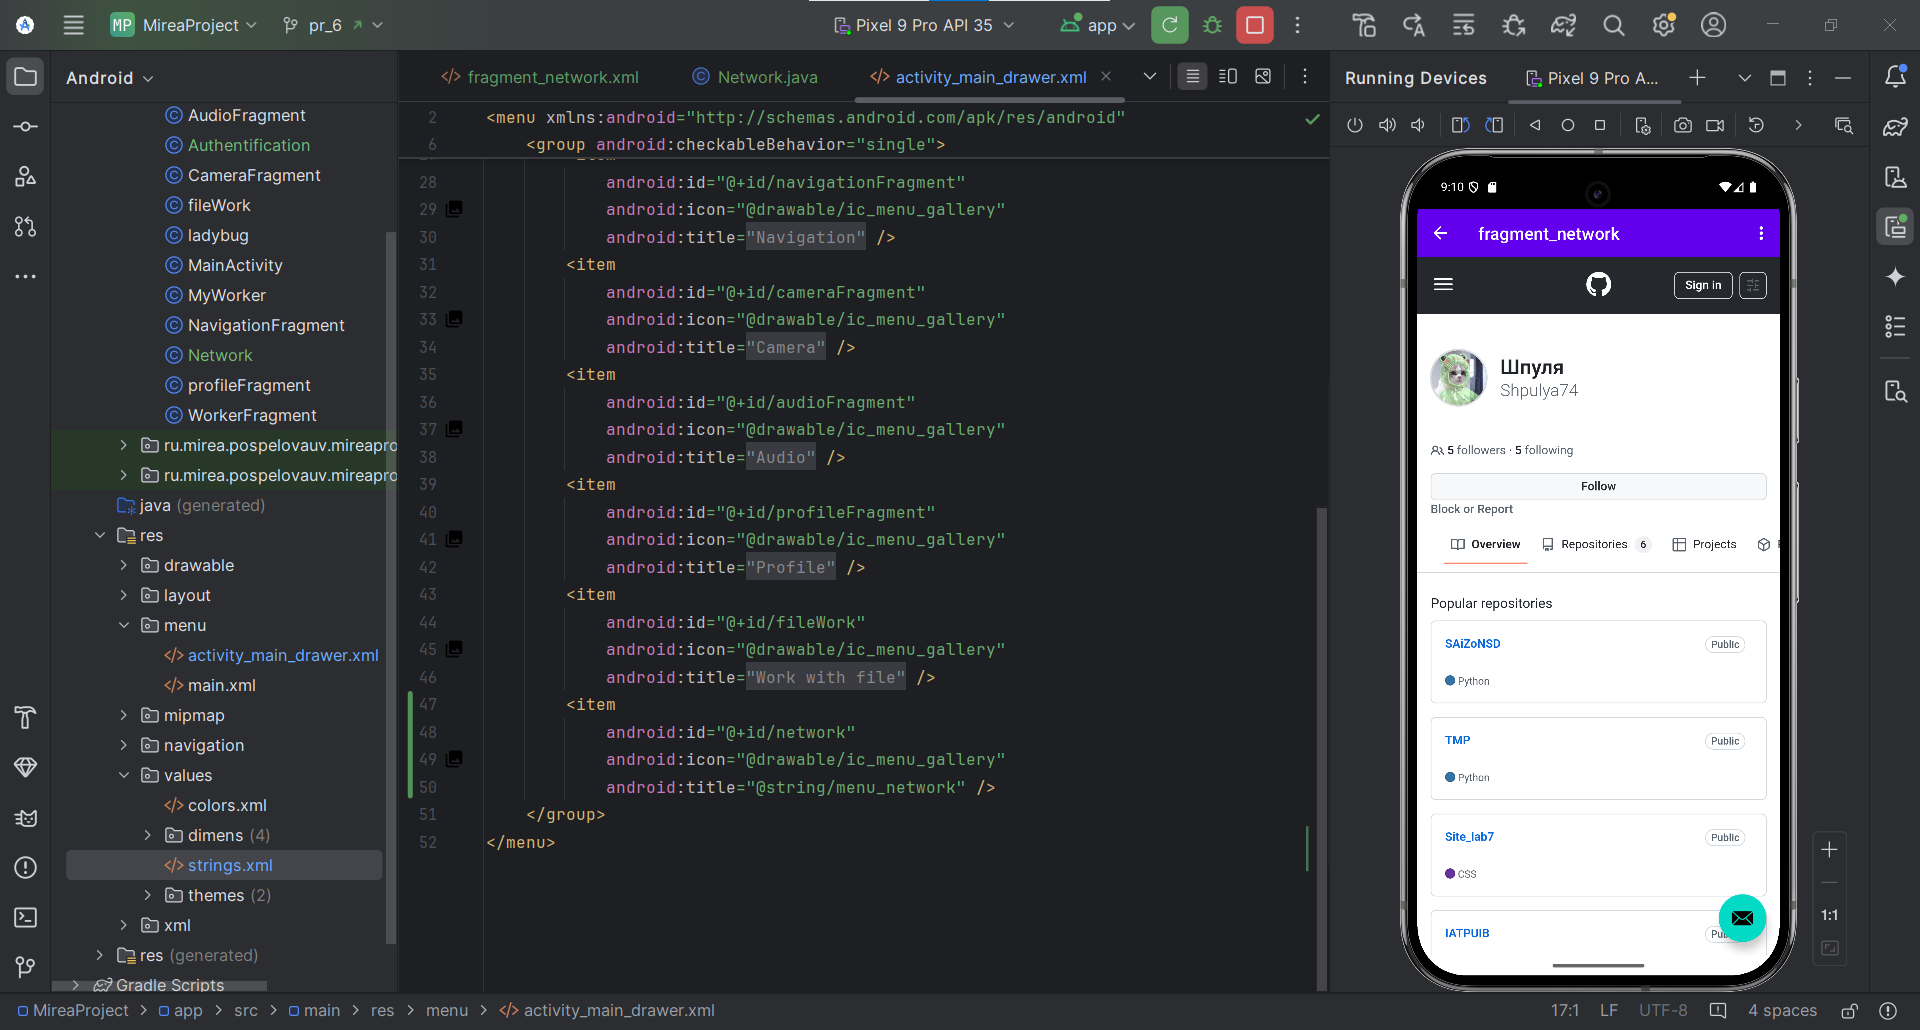 MP MireaProject pr_6 Pixel 9 Pro API 35 app
Android
AudioFragment
Authentification
CameraFragment
fileWork
ladybug
MainActivity
MyWorker
NavigationFragment
Network
profileFragment
WorkerFragment
ru.mirea.pospelovauv.mireapro
ru.mirea.pospelovauv.mireapro
java (generated)
res
drawable
layout
menu
activity_main_drawer.xml
main.xml
mipmap
navigation
values
colors.xml
dimens (4)
strings.xml
themes (2)
xml
res (generated)
Gradle Scripts
fragment_network.xml Network.java activity_main_drawer.xml
2 <menu xmlns:android="http://schemas.android.com/apk/res/android"
6 <group android:checkableBehavior="single">
28 android:id="@+id/navigationFragment"
29 android:icon="@drawable/ic_menu_gallery"
30 android:title="Navigation" />
31 <item
32 android:id="@+id/cameraFragment"
33 android:icon="@drawable/ic_menu_gallery"
34 android:title="Camera" />
35 <item
36 android:id="@+id/audioFragment"
37 android:icon="@drawable/ic_menu_gallery"
38 android:title="Audio" />
39 <item
40 android:id="@+id/profileFragment"
41 android:icon="@drawable/ic_menu_gallery"
42 android:title="Profile" />
43 <item
44 android:id="@+id/fileWork"
45 android:icon="@drawable/ic_menu_gallery"
46 android:title="Work with file" />
47 <item
48 android:id="@+id/network"
49 android:icon="@drawable/ic_menu_gallery"
50 android:title="@string/menu_network" />
51 </group>
52 </menu>
Running Devices Pixel 9 Pro A...
9:10
fragment_network
Sign in
Шпуля
Shpulya74
5 followers · 5 following
Follow
Block or Report
Overview Repositories 6 Projects
Popular repositories
SAiZoNSD Public
Python
TMP Public
Python
Site_lab7 Public
CSS
IATPUIB Pu
1:1
MireaProject > app > src > main > res > menu > activity_main_drawer.xml
17:1 LF UTF-8 4 spaces